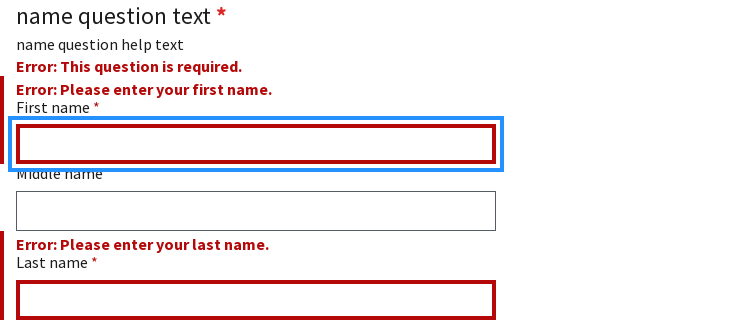 name question text *
name question help text
Error: This question is required.
Error: Please enter your first name.
First name *
Middle name
Error: Please enter your last name.
Last name *